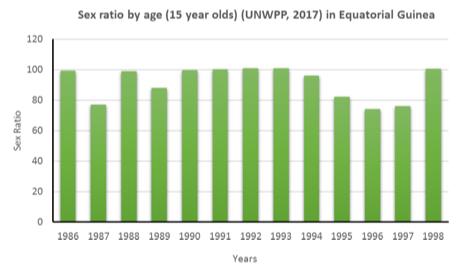 Sex ratio by age (15 year olds) (UNWPP, 2017) in Equatorial Guinea
120
100
80
60
40
20
0
Sex Ratio
1986 1987 1988 1989 1990 1991 1992 1993 1994 1995 1996 1997 1998
Years